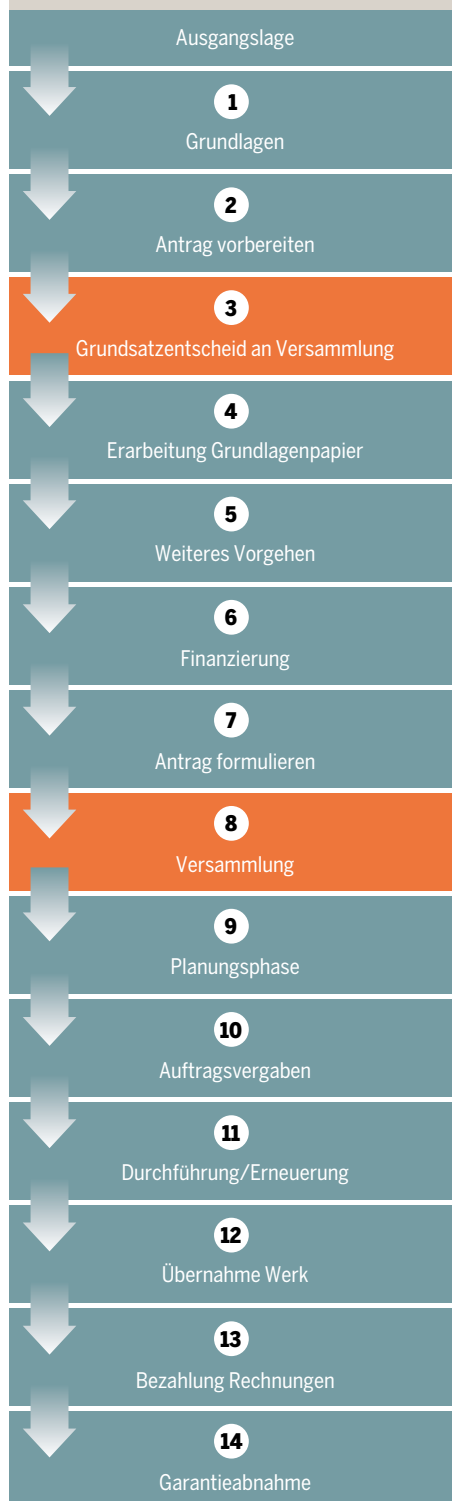 Ausgangslage
1
Grundlagen
2
Antrag vorbereiten
3
Grundsatzentscheid an Versammlung
4
Erarbeitung Grundlagenpapier
5
Weiteres Vorgehen
6
Finanzierung
7
Antrag formulieren
8
Versammlung
9
Planungsphase
10
Auftragsvergaben
11
Durchführung/Erneuerung
12
Übernahme Werk
13
Bezahlung Rechnungen
14
Garantieabnahme